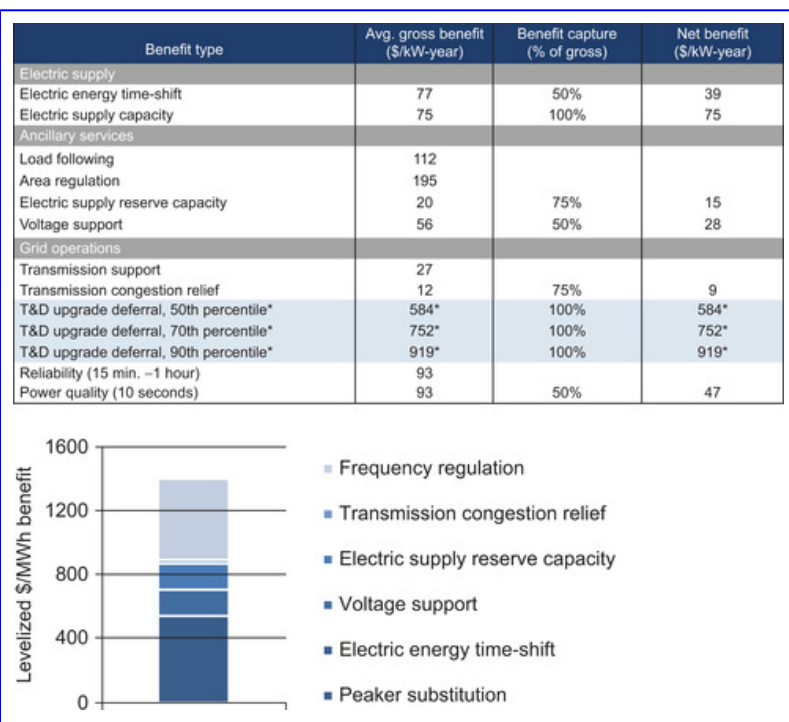 Benefit type Avg. gross benefit ($/kW-year) Benefit capture (% of gross) Net benefit ($/kW-year)
Electric supply
Electric energy time-shift 77 50% 39
Electric supply capacity 75 100% 75
Ancillary services
Load following 112
Area regulation 195
Electric supply reserve capacity 20 75% 15
Voltage support 56 50% 28
Grid operations
Transmission support 27
Transmission congestion relief 12 75% 9
T&D upgrade deferral, 50th percentile* 584* 100% 584*
T&D upgrade deferral, 70th percentile* 752* 100% 752*
T&D upgrade deferral, 90th percentile* 919* 100% 919*
Reliability (15 min. –1 hour) 93
Power quality (10 seconds) 93 50% 47
Levelized $/MWh benefit
1600
1200
800
400
0
Frequency regulation
Transmission congestion relief
Electric supply reserve capacity
Voltage support
Electric energy time-shift
Peaker substitution